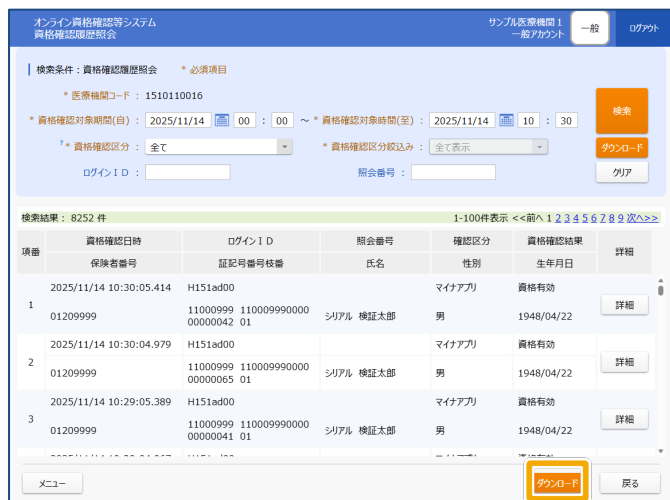 オンライン資格確認等システム
資格確認履歴照会
サンプル医療機関1
一般アカウント
一般
ログアウト
検索条件：資格確認履歴照会 * 必須項目
* 医療機関コード ： 1510110016
* 資格確認対象期間(自) ： 2025/11/14 00 : 00 ～ * 資格確認対象時間(至) ： 2025/11/14 10 : 30
検索
* 資格確認区分 ： 全て * 資格確認区分絞込み ： 全て表示
ダウンロード
ログインＩＤ ： 照会番号 ：
クリア
検索結果： 8252 件 1-100件表示 <<前へ 1 2 3 4 5 6 7 8 9 次へ>>
項番 資格確認日時 ログインＩＤ 照会番号 確認区分 資格確認結果 詳細
保険者番号 証記号番号枝番 氏名 性別 生年月日
1 2025/11/14 10:30:05.414 H151ad00 マイナアプリ 資格有効 詳細
01209999 11000999 110009990000 00000042 01 シリアル 検証太郎 男 1948/04/22
2 2025/11/14 10:30:04.979 H151ad00 マイナアプリ 資格有効 詳細
01209999 11000999 110009990000 00000065 01 シリアル 検証太郎 男 1948/04/22
3 2025/11/14 10:29:05.389 H151ad00 マイナアプリ 資格有効 詳細
01209999 11000999 110009990000 00000041 01 シリアル 検証太郎 男 1948/04/22
メニュー ダウンロード 戻る